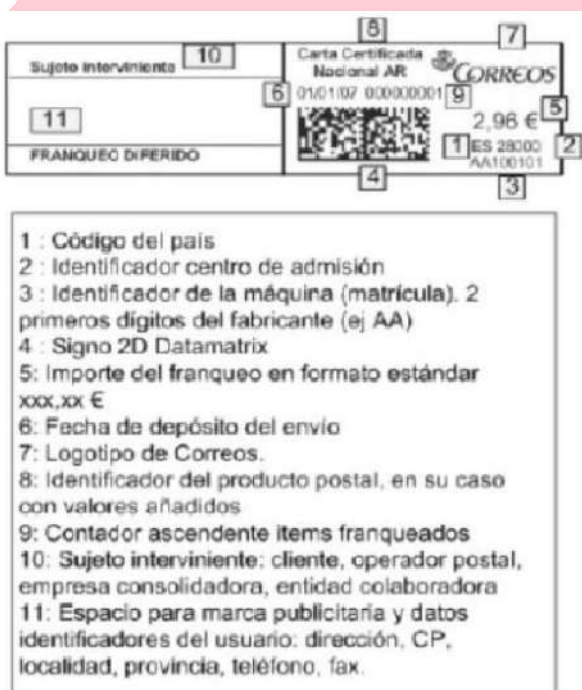 8
7
Carta Certificada
Nacional AR
CORREOS
Sujeto interviniente 10
6 01/01/07 000000001 9
5
11
2,96 €
1 ES 28000 2
AA100101
FRANQUEO DIFERIDO
4
3
1 : Código del país
2 : Identificador centro de admisión
3 : Identificador de la máquina (matrícula). 2
primeros dígitos del fabricante (ej AA)
4 : Signo 2D Datamatrix
5: Importe del franqueo en formato estándar
xxx,xx €
6: Fecha de depósito del envío
7: Logotipo de Correos.
8: Identificador del producto postal, en su caso
con valores añadidos
9: Contador ascendente items franqueados
10: Sujeto interviniente: cliente, operador postal,
empresa consolidadora, entidad colaboradora
11: Espacio para marca publicitaria y datos
identificadores del usuario: dirección, CP,
localidad, provincia, teléfono, fax.